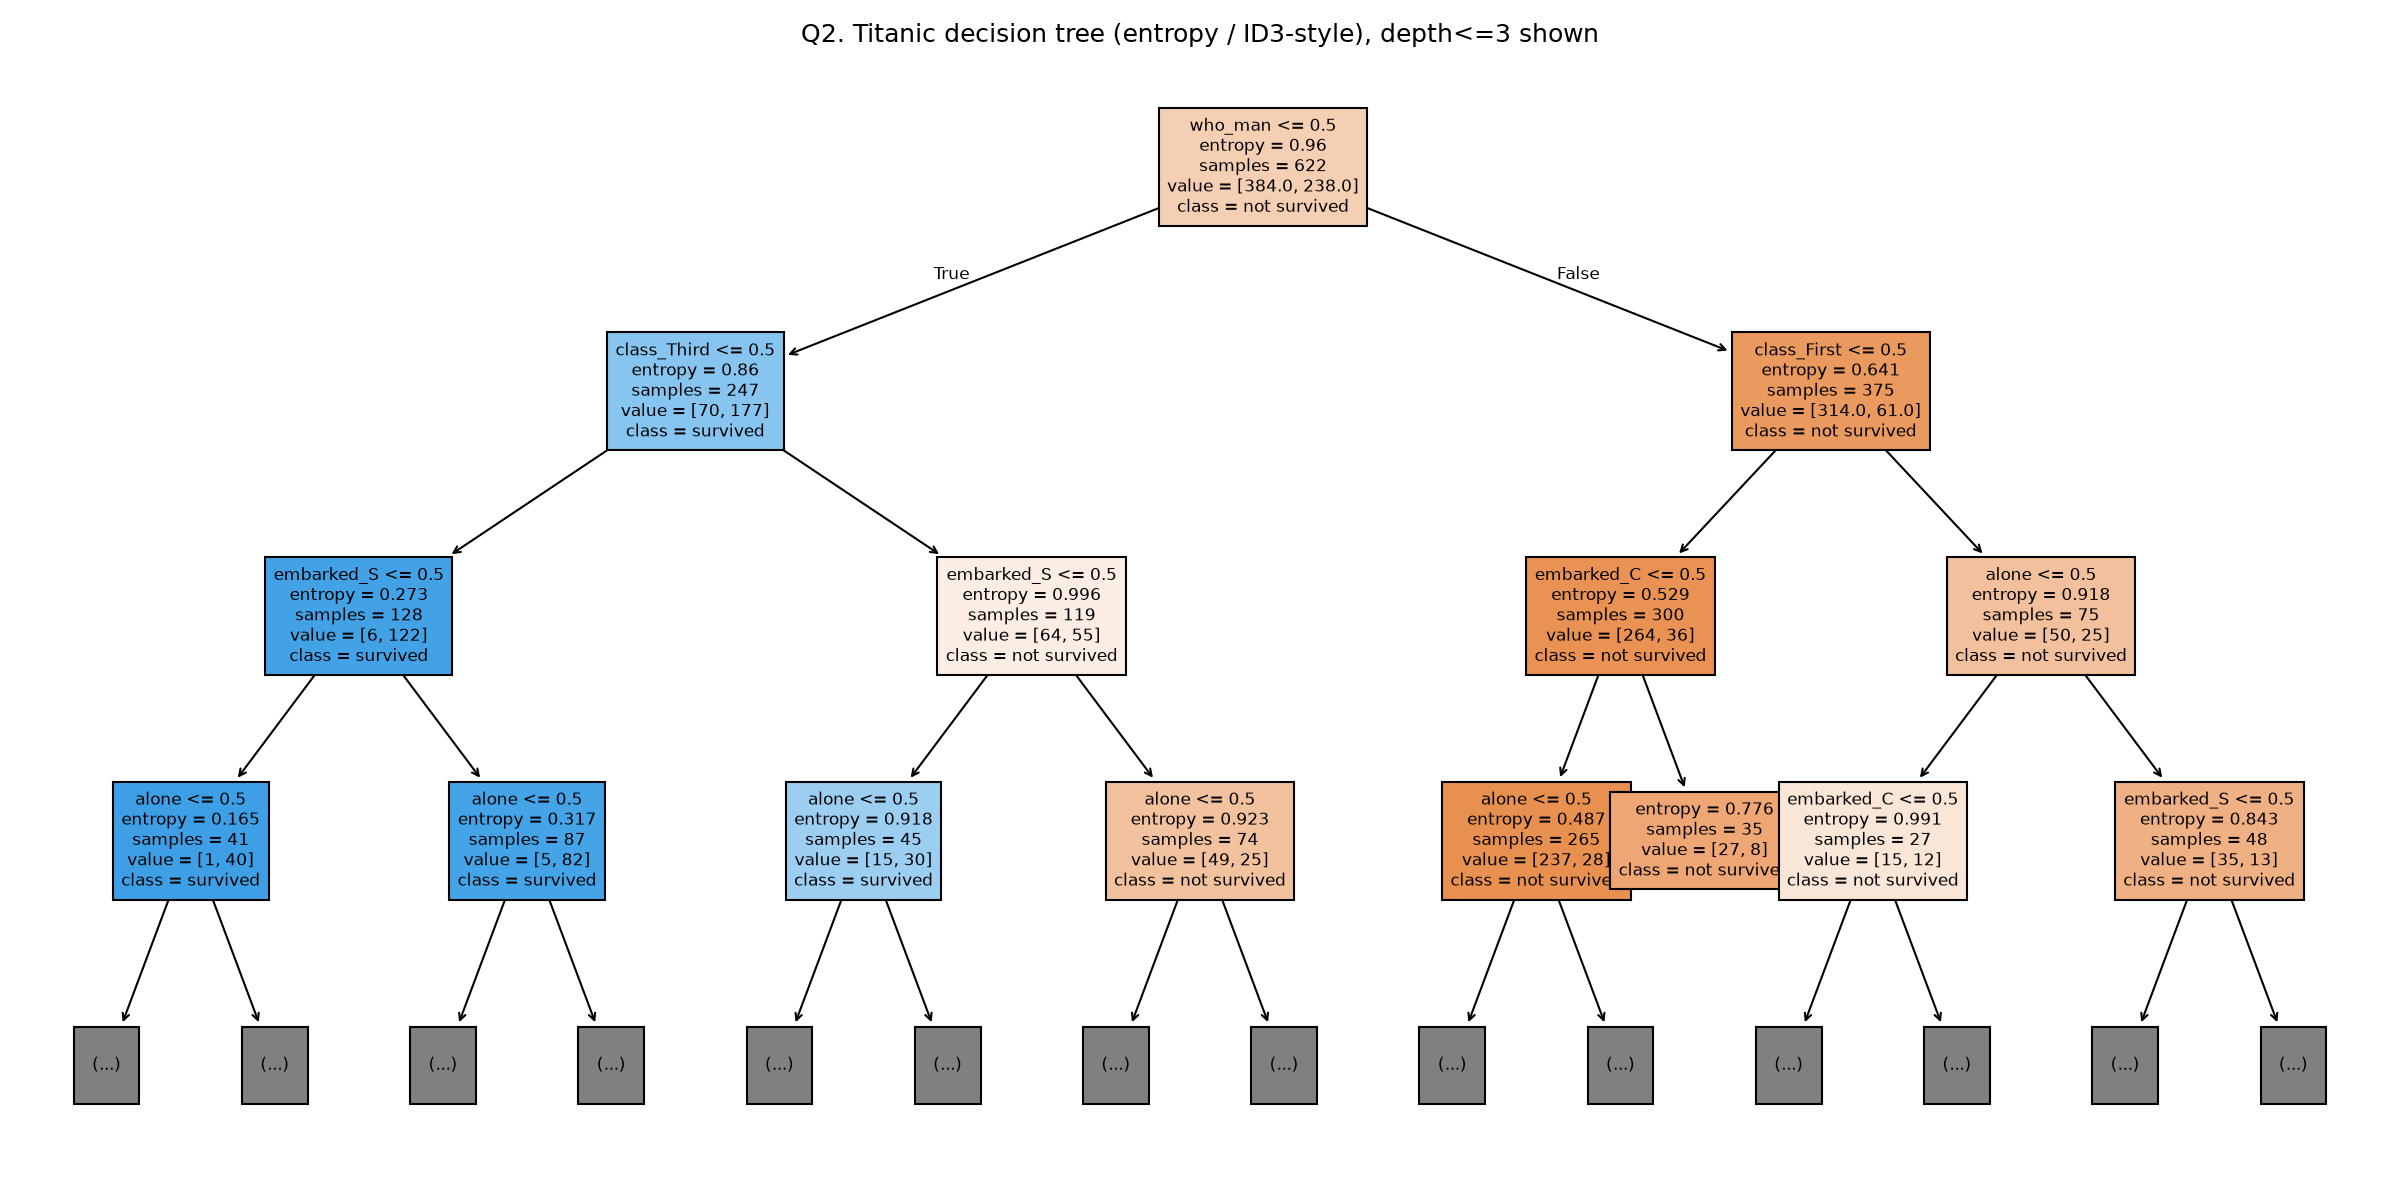 Q2. Titanic decision tree (entropy / ID3-style), depth<=3 shown
who_man <= 0.5
entropy = 0.96
samples = 622
value = [384.0, 238.0]
class = not survived
True
False
class_Third <= 0.5
entropy = 0.86
samples = 247
value = [70, 177]
class = survived
class_First <= 0.5
entropy = 0.641
samples = 375
value = [314.0, 61.0]
class = not survived
embarked_S <= 0.5
entropy = 0.273
samples = 128
value = [6, 122]
class = survived
embarked_S <= 0.5
entropy = 0.996
samples = 119
value = [64, 55]
class = not survived
embarked_C <= 0.5
entropy = 0.529
samples = 300
value = [264, 36]
class = not survived
alone <= 0.5
entropy = 0.918
samples = 75
value = [50, 25]
class = not survived
alone <= 0.5
entropy = 0.165
samples = 41
value = [1, 40]
class = survived
alone <= 0.5
entropy = 0.317
samples = 87
value = [5, 82]
class = survived
alone <= 0.5
entropy = 0.918
samples = 45
value = [15, 30]
class = survived
alone <= 0.5
entropy = 0.923
samples = 74
value = [49, 25]
class = not survived
alone <= 0.5
entropy = 0.487
samples = 265
value = [237, 28]
class = not survive
entropy = 0.776
samples = 35
value = [27, 8]
class = not survive
embarked_C <= 0.5
entropy = 0.991
samples = 27
value = [15, 12]
class = not survived
embarked_S <= 0.5
entropy = 0.843
samples = 48
value = [35, 13]
class = not survived
(...)
(...)
(...)
(...)
(...)
(...)
(...)
(...)
(...)
(...)
(...)
(...)
(...)
(...)